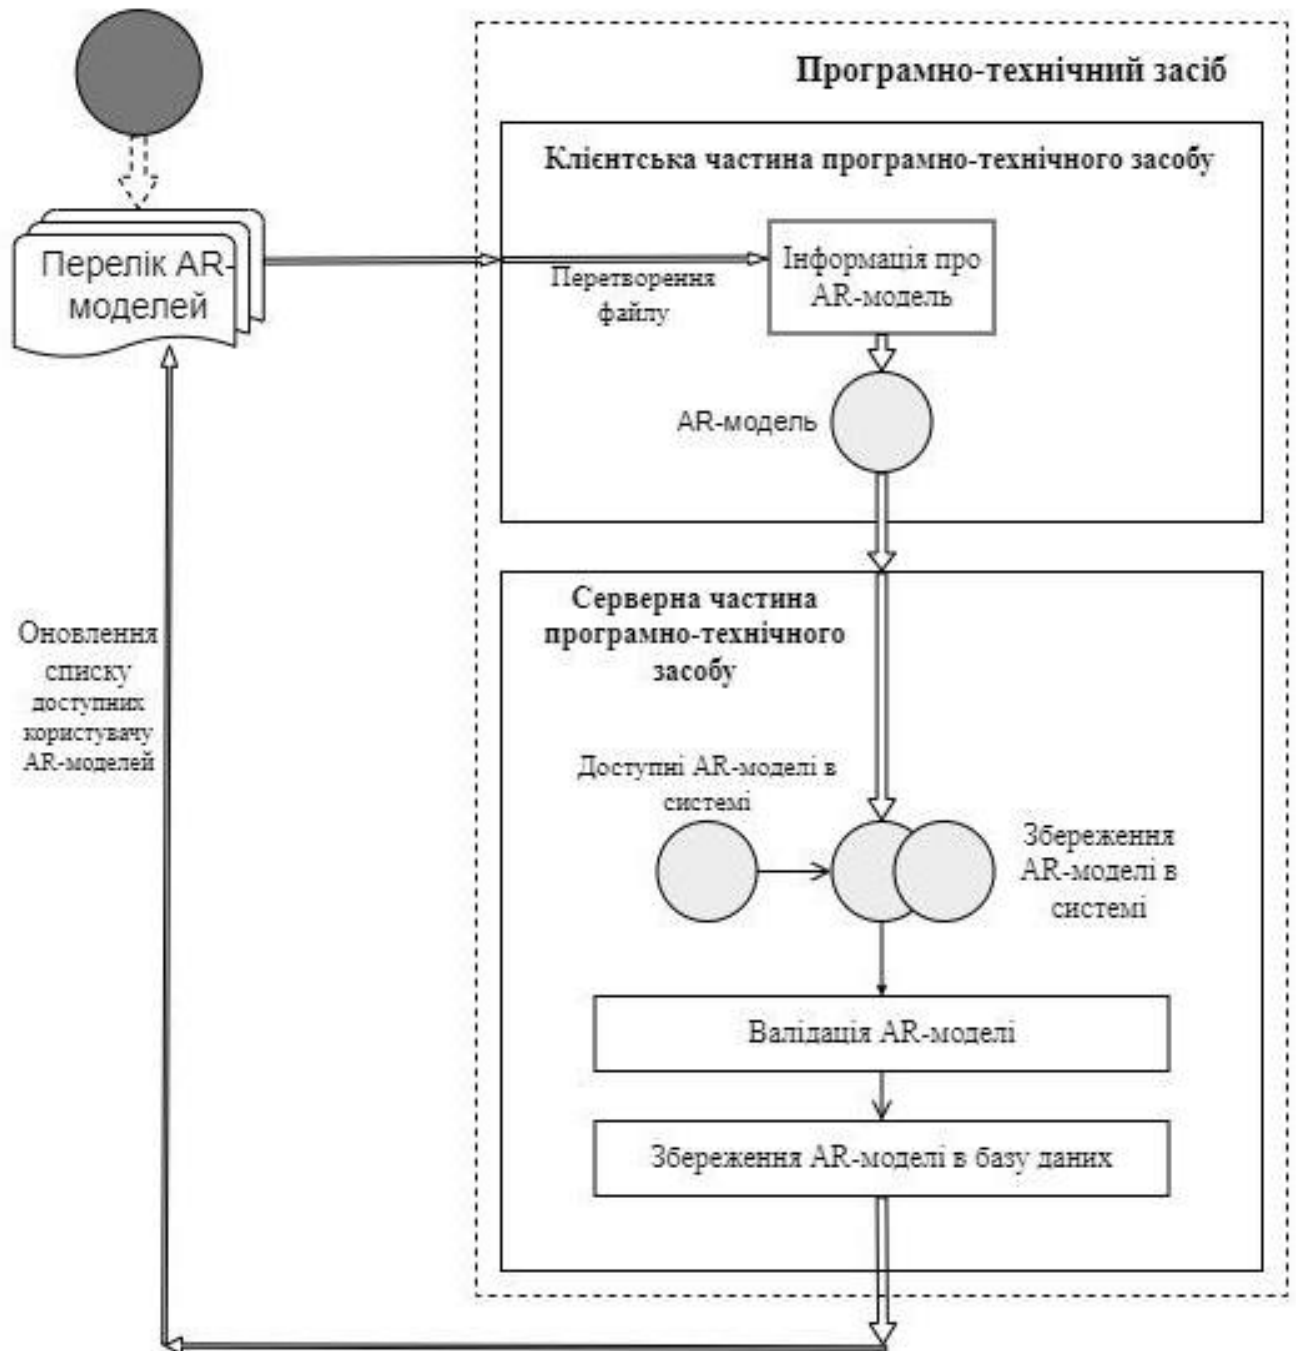 Програмно-технічний засіб
Клієнтська частина програмно-технічного засобу
Перелік AR-
моделей
Перетворення
файлу
Інформація про
AR-модель
AR-модель
Серверна частина
програмно-технічного
засобу
Оновлення
списку
доступних
користувачу
AR-моделей
Доступні AR-моделі в
системі
Збереження
AR-моделі в
системі
Валідація AR-моделі
Збереження AR-моделі в базу даних